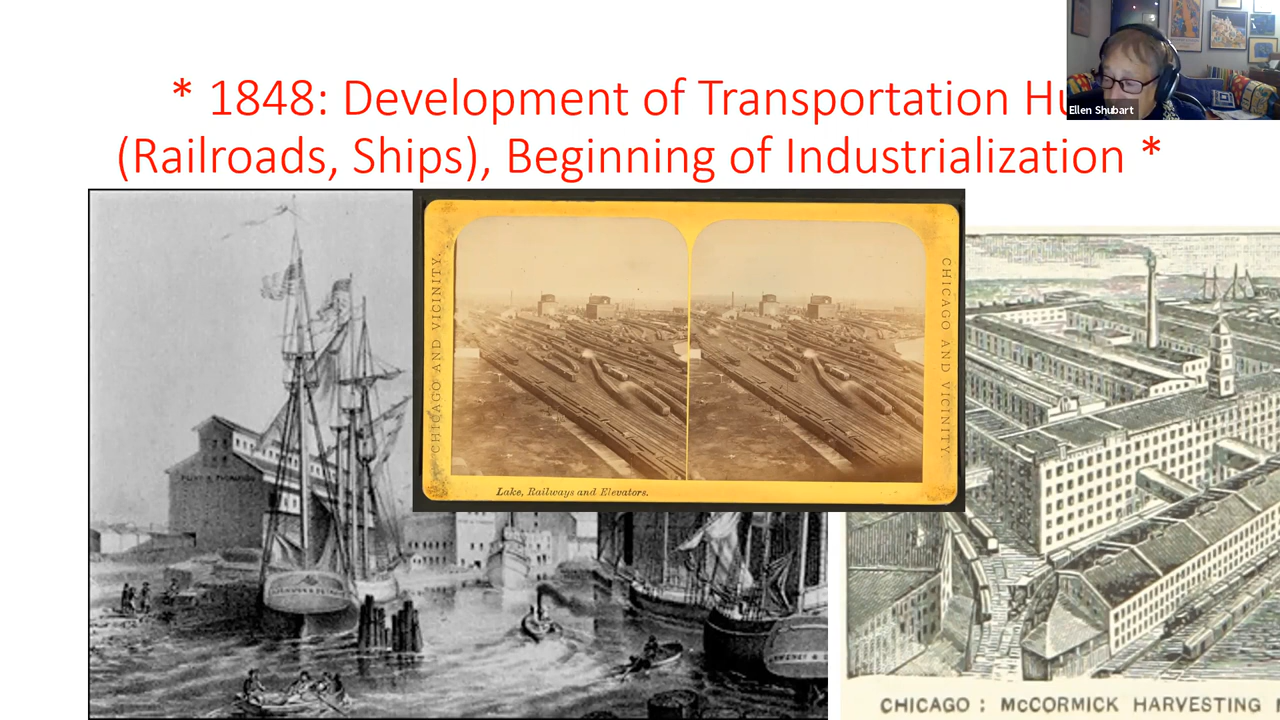 * 1848: Development of Transportation Hu
(Railroads, Ships), Beginning of Industrialization *
Ellen Shubart
CHICAGO AND VICINITY.
CHICAGO AND VICINITY.
Lake, Railways and Elevators.
CHICAGO : McCORMICK HARVESTING